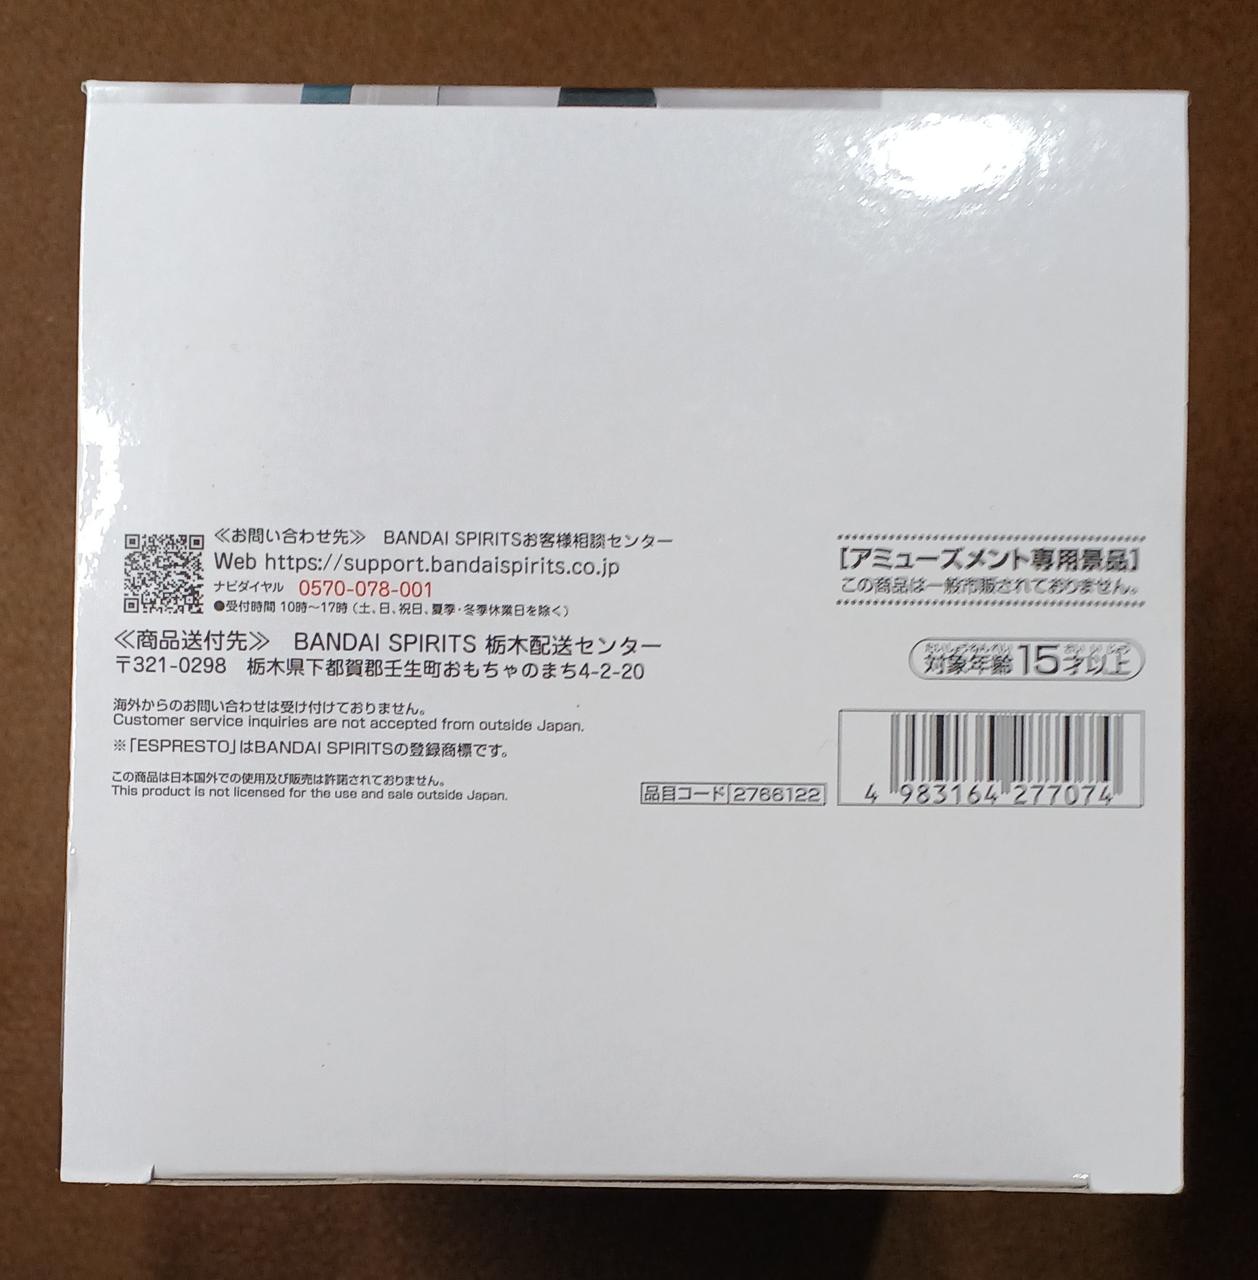 ≪お問い合わせ先≫ BANDAI SPIRITSお客様相談センター
Web https://support.bandaispirits.co.jp
ナビダイヤル 0570-078-001
●受付時間 10時～17時（土、日、祝日、夏季・冬季休業日を除く）
≪商品送付先≫ BANDAI SPIRITS 栃木配送センター
〒321-0298 栃木県下都賀郡壬生町おもちゃのまち4-2-20
海外からのお問い合わせは受け付けておりません。
Customer service inquiries are not accepted from outside Japan.
※「ESPRESTO」はBANDAI SPIRITSの登録商標です。
この商品は日本国外での使用及び販売は許諾されておりません。
This product is not licensed for the use and sale outside Japan.
品目コード 2766122
［アミューズメント専用景品］
この商品は一般市販されておりません。
対象年齢15才以上
4 983164 277074